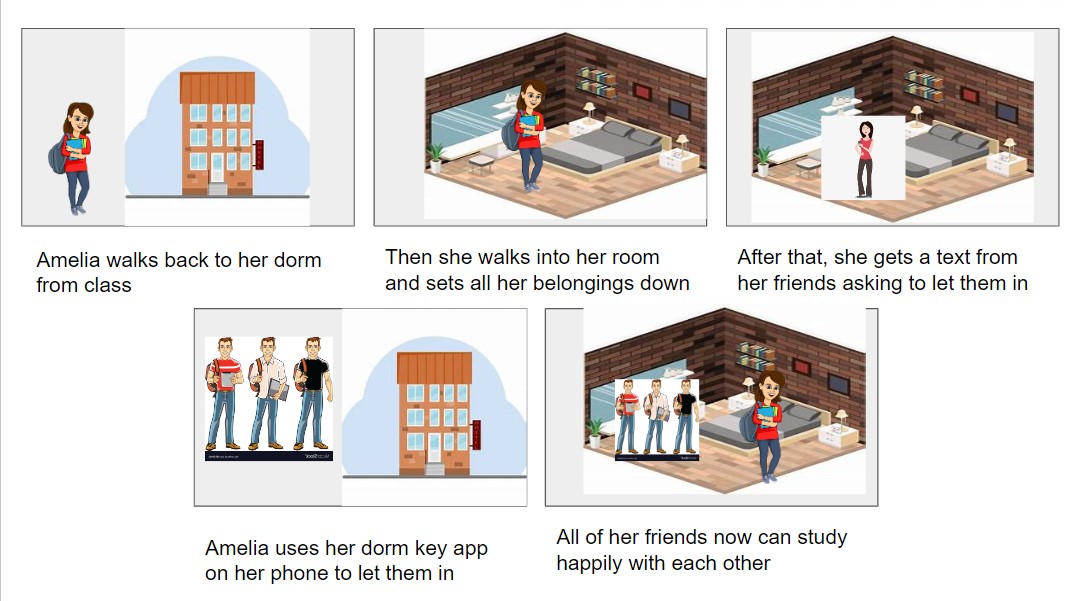 Amelia walks back to her dorm
from class
Then she walks into her room
and sets all her belongings down
After that, she gets a text from
her friends asking to let them in
Amelia uses her dorm key app
on her phone to let them in
All of her friends now can study
happily with each other